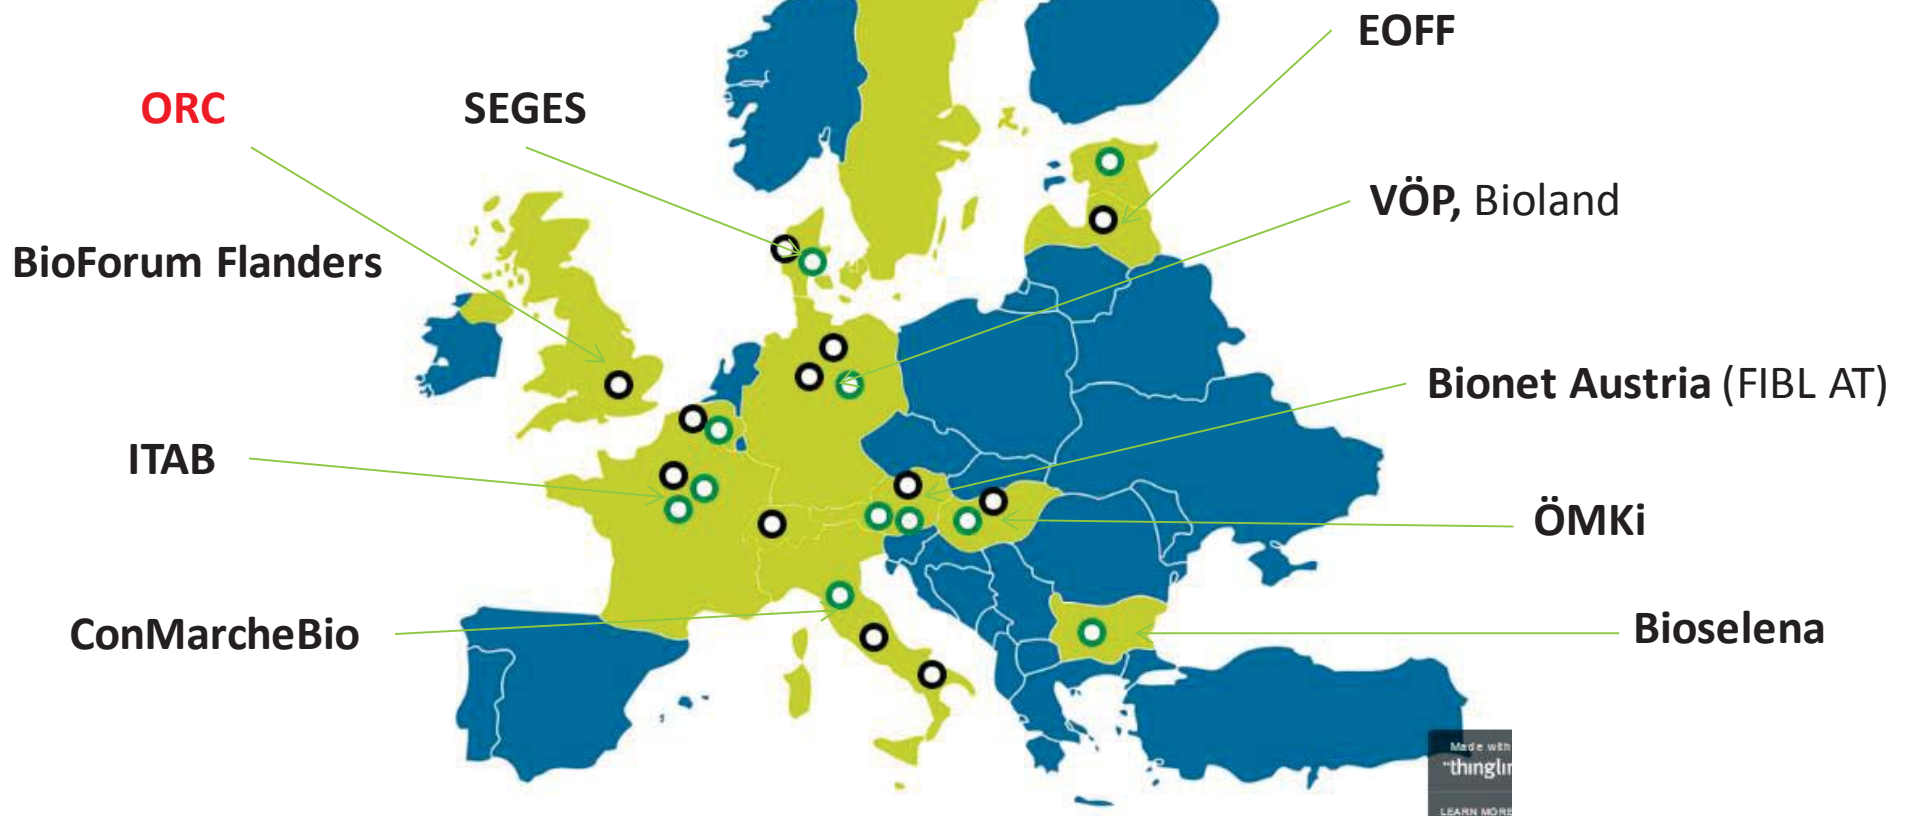 EOFF
ORC
SEGES
VÖP, Bioland
BioForum Flanders
Bionet Austria (FIBL AT)
ITAB
ÖMKi
ConMarcheBio
Bioselena
Made with
LEARN MORE